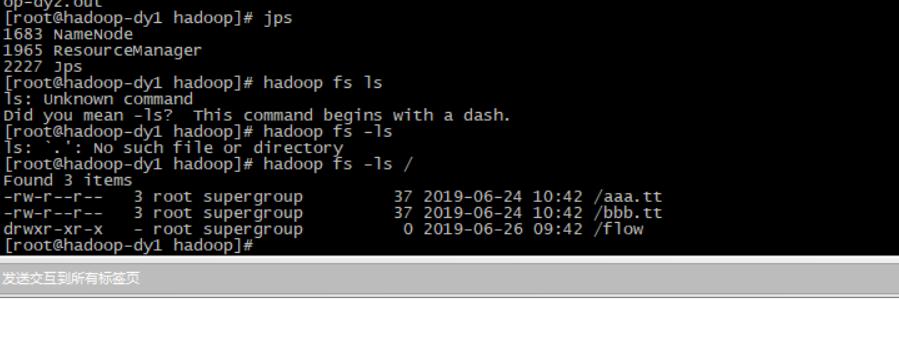 op-dy2.out
[root@hadoop-dy1 hadoop]# jps
1683 NameNode
1965 ResourceManager
2227 Jps
[root@hadoop-dy1 hadoop]# hadoop fs ls
ls: Unknown command
Did you mean -ls?  This command begins with a dash.
[root@hadoop-dy1 hadoop]# hadoop fs -ls
ls: `.': No such file or directory
[root@hadoop-dy1 hadoop]# hadoop fs -ls /
Found 3 items
-rw-r--r--   3 root supergroup         37 2019-06-24 10:42 /aaa.tt
-rw-r--r--   3 root supergroup         37 2019-06-24 10:42 /bbb.tt
drwxr-xr-x   - root supergroup          0 2019-06-26 09:42 /flow
[root@hadoop-dy1 hadoop]#
发送交互到所有标签页